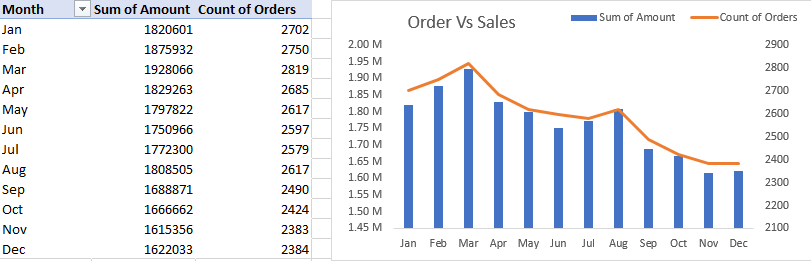 Month Sum of Amount Count of Orders
Jan 1820601 2702
Feb 1875932 2750
Mar 1928066 2819
Apr 1829263 2685
May 1797822 2617
Jun 1750966 2597
Jul 1772300 2579
Aug 1808505 2617
Sep 1688871 2490
Oct 1666662 2424
Nov 1615356 2383
Dec 1622033 2384
Order Vs Sales
Sum of Amount Count of Orders
2.00 M 2900
1.95 M
1.90 M 2800
1.85 M
1.80 M 2700
1.75 M 2600
1.70 M 2500
1.65 M 2400
1.60 M
1.55 M 2300
1.50 M 2200
1.45 M 2100
Jan Feb Mar Apr May Jun Jul Aug Sep Oct Nov Dec